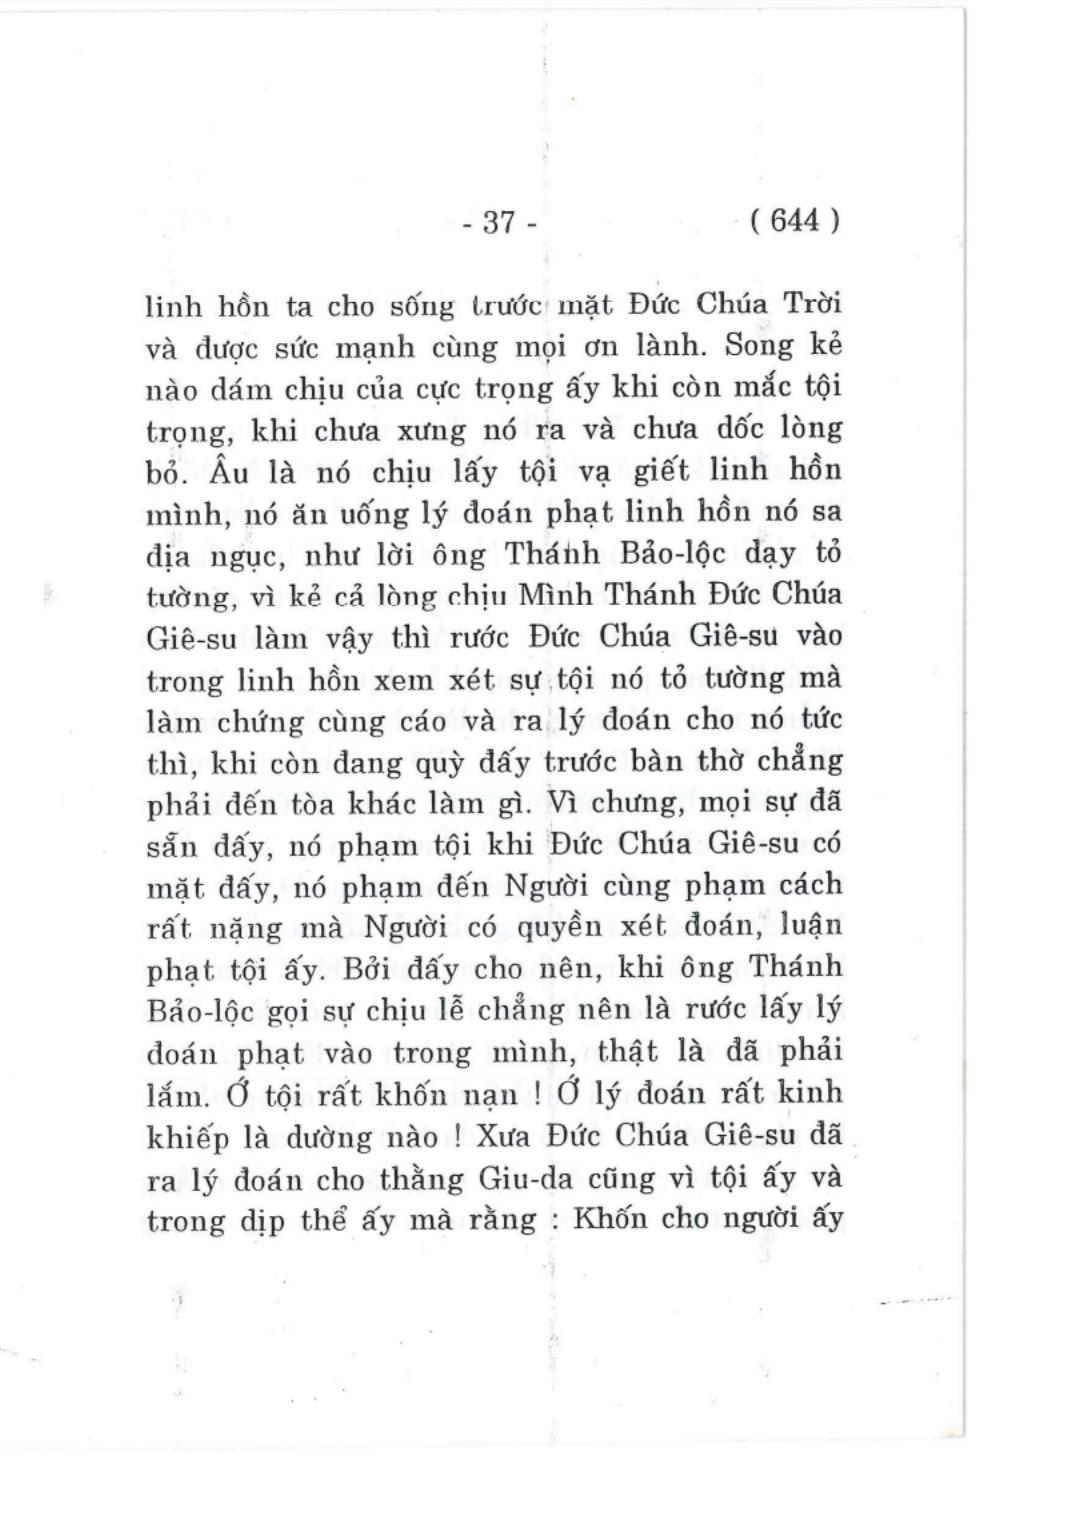 - 37 -
( 644 )
linh hồn ta cho sống trước mặt Đức Chúa Trời
và được sức mạnh cùng mọi ơn lành. Song kẻ
nào dám chịu của cực trọng ấy khi còn mắc tội
trọng, khi chưa xưng nó ra và chưa dốc lòng
bỏ. Âu là nó chịu lấy tội vạ giết linh hồn
mình, nó ăn uống lý đoán phạt linh hồn nó sa
địa ngục, như lời ông Thánh Bảo-lộc dạy tỏ
tường, vì kẻ cả lòng chịu Mình Thánh Đức Chúa
Giê-su làm vậy thì rước Đức Chúa Giê-su vào
trong linh hồn xem xét sự tội nó tỏ tường mà
làm chứng cùng cáo và ra lý đoán cho nó tức
thì, khi còn đang quỳ đấy trước bàn thờ chẳng
phải đến tòa khác làm gì. Vì chưng, mọi sự đã
sẵn đấy, nó phạm tội khi Đức Chúa Giê-su có
mặt đấy, nó phạm đến Người cùng phạm cách
rất nặng mà Người có quyền xét đoán, luận
phạt tội ấy. Bởi đấy cho nên, khi ông Thánh
Bảo-lộc gọi sự chịu lễ chẳng nên là rước lấy lý
đoán phạt vào trong mình, thật là đã phải
lắm. Ớ tội rất khốn nạn ! Ớ lý đoán rất kinh
khiếp là dường nào ! Xưa Đức Chúa Giê-su đã
ra lý đoán cho thằng Giu-da cũng vì tội ấy và
trong dịp thể ấy mà rằng : Khốn cho người ấy